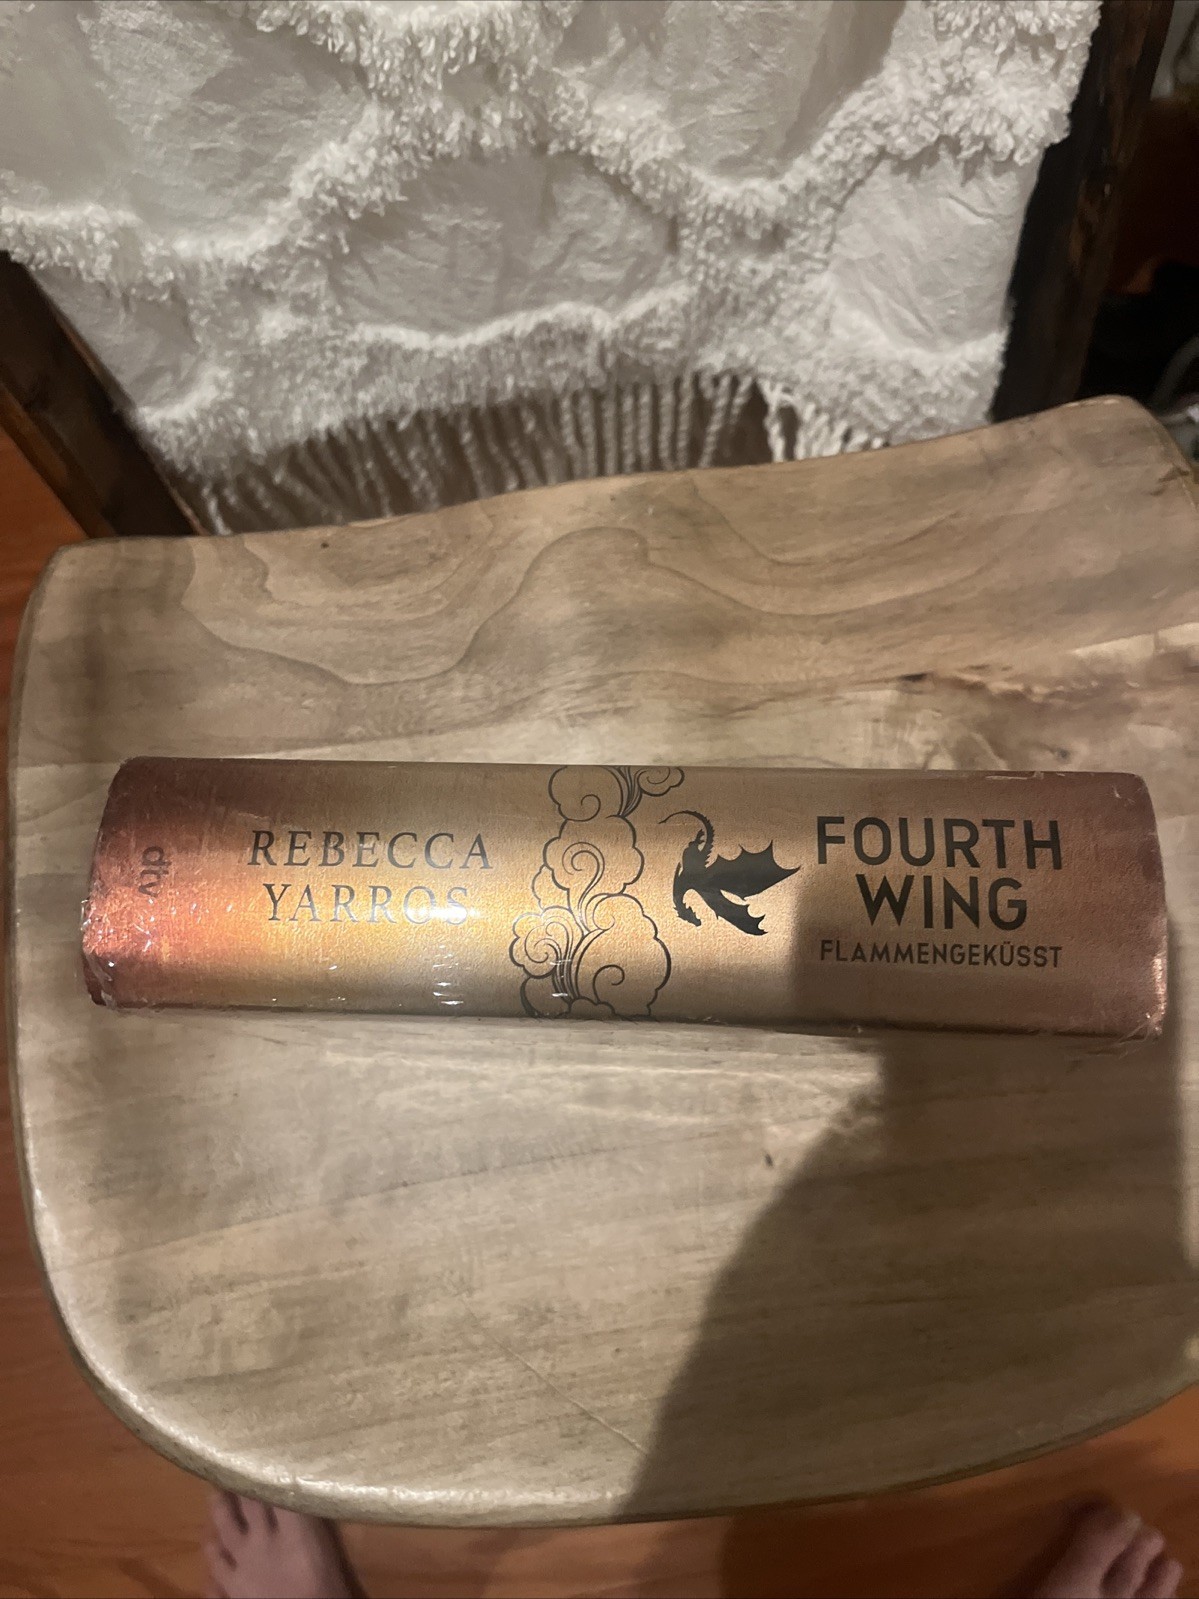 dtv
REBECCA
YARROS
FOURTH
WING
FLAMMENGEKÜSST